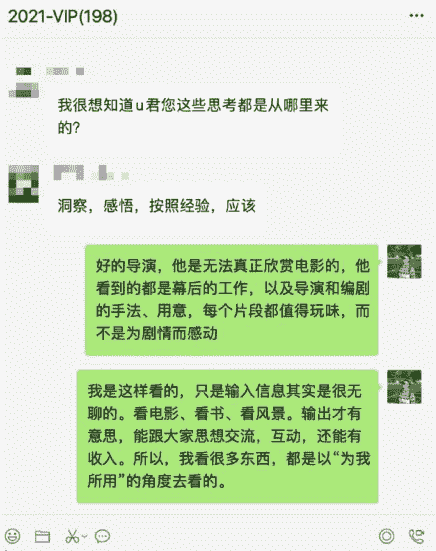 2021-VIP(198)
我很想知道u君您这些思考都是从哪里来
的?
洞察，感悟，按照经验，应该
好的导演，他是无法真正欣赏电影的，他
看到的都是幕后的工作，以及导演和编剧
的手法、用意，每个片段都值得玩味，而
不是为剧情而感动
我是这样看的，只是输入信息其实是很无
聊的。看电影、看书、看风景。输出才有
意思，能跟大家思想交流，互动，还能有
收入。所以，我看很多东西，都是以“为我
所用”的角度去看的。